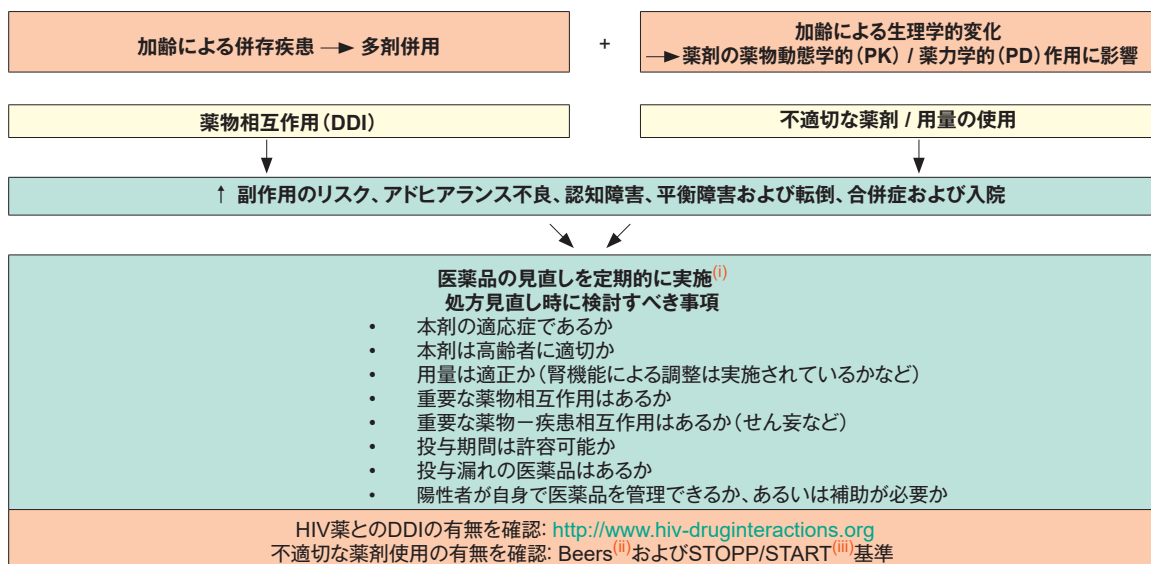 加齢による併存疾患 → 多剤併用
+
加齢による生理学的変化
→ 薬剤の薬物動態学的(PK) / 薬力学的(PD)作用に影響
薬物相互作用(DDI)
不適切な薬剤 / 用量の使用
↑ 副作用のリスク、アドヒアランス不良、認知障害、平衡障害および転倒、合併症および入院
医薬品の見直しを定期的に実施(i)
処方見直し時に検討すべき事項
• 本剤の適応症であるか
• 本剤は高齢者に適切か
• 用量は適正か(腎機能による調整は実施されているかなど)
• 重要な薬物相互作用はあるか
• 重要な薬物ー疾患相互作用はあるか(せん妄など)
• 投与期間は許容可能か
• 投与漏れの医薬品はあるか
• 陽性者が自身で医薬品を管理できるか、あるいは補助が必要か
HIV薬とのDDIの有無を確認: http://www.hiv-druginteractions.org
不適切な薬剤使用の有無を確認: Beers(ii)およびSTOPP/START(iii)基準